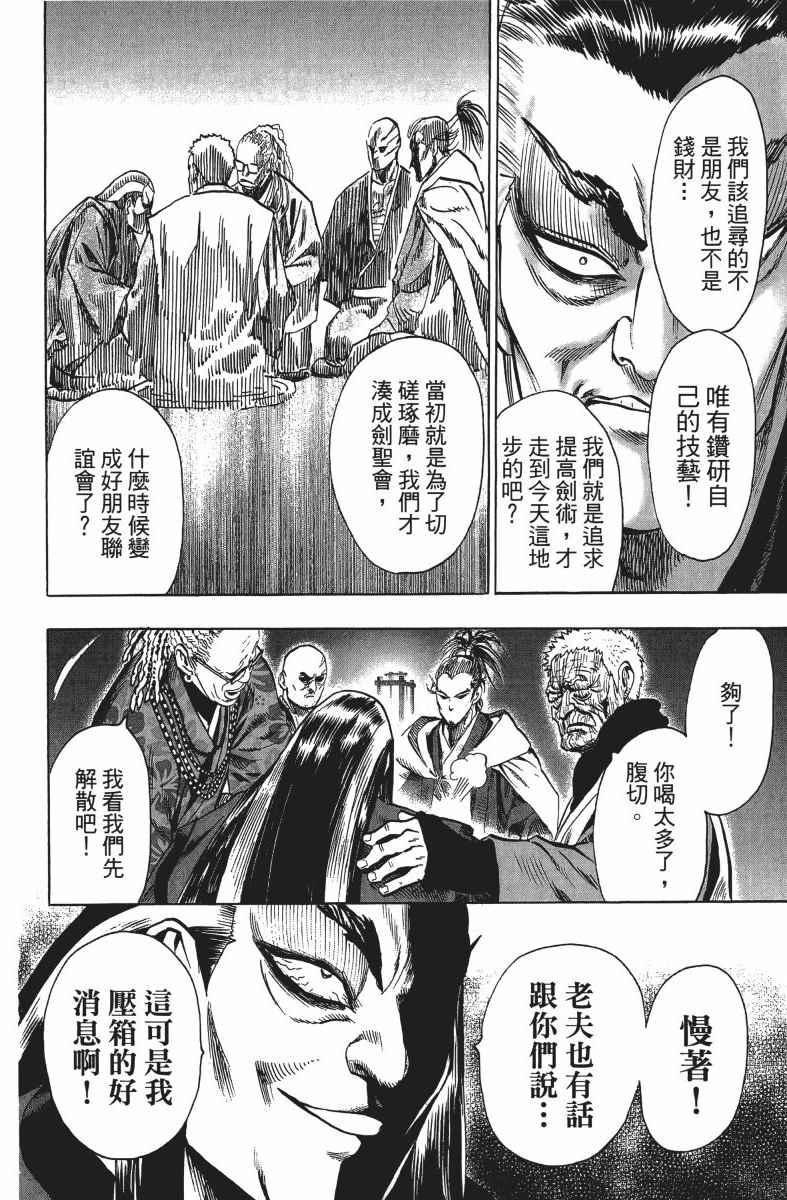 我們該追尋的不
是朋友，也不是
錢財…
唯有鑽研自
己的技藝！
我們就是追求
提高劍術，才
走到今天這地
步的吧？
當初就是為了切
磋琢磨，我們才
湊成劍聖會，
什麼時候變
成好朋友聯
誼會了？
夠了！
你喝太多了，
腹切。
我看我們先
解散吧！
慢著！
老夫也有話
跟你們說…
這可是我
壓箱的好
消息啊！